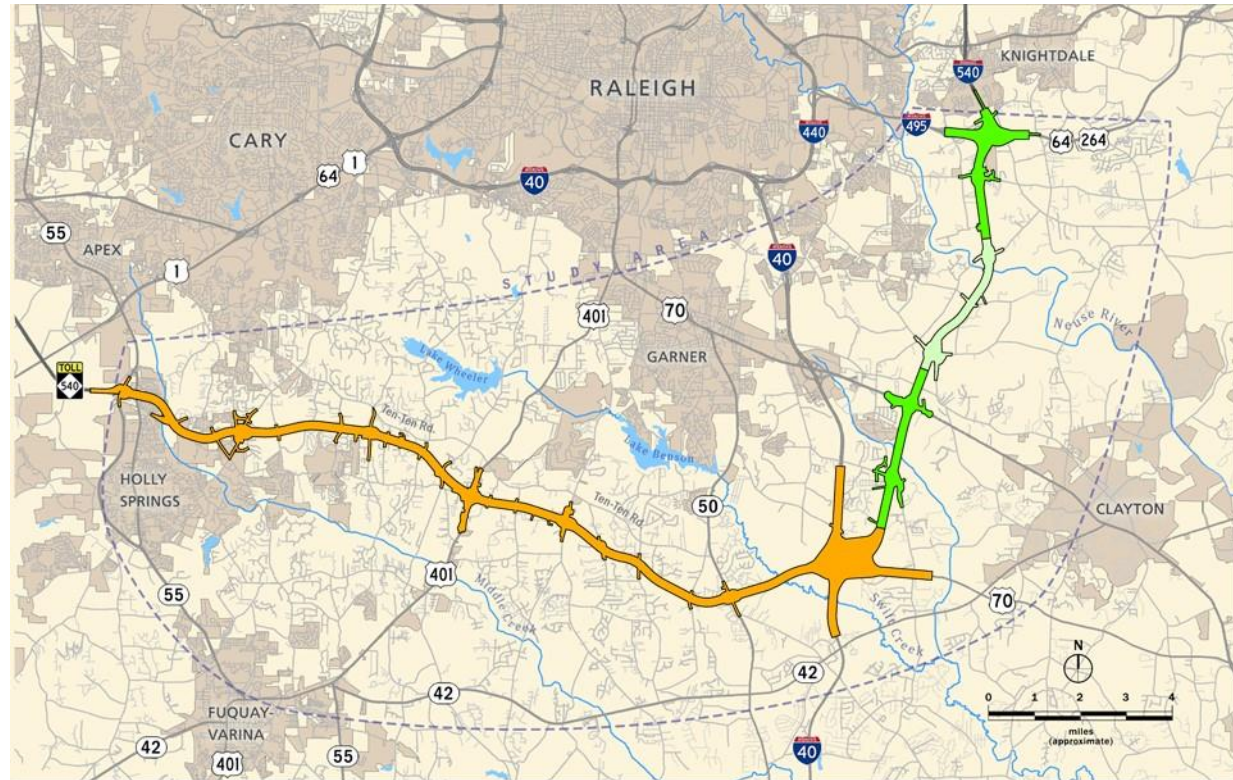 KNIGHTDALE
540
RALEIGH
440
495
64 264
CARY
1
64
40
55
APEX
STUDY AREA
40
1
401
70
Neuse River
GARNER
Lake Wheeler
TOLL
540
Ten-Ten Rd.
Lake Benson
HOLLY
SPRINGS
Ten-Ten Rd.
50
CLAYTON
401
Middle Creek
55
70
Swift Creek
42
N
42
0 1 2 3 4
miles
(approximate)
FUQUAY-
VARINA
42
401
55
40